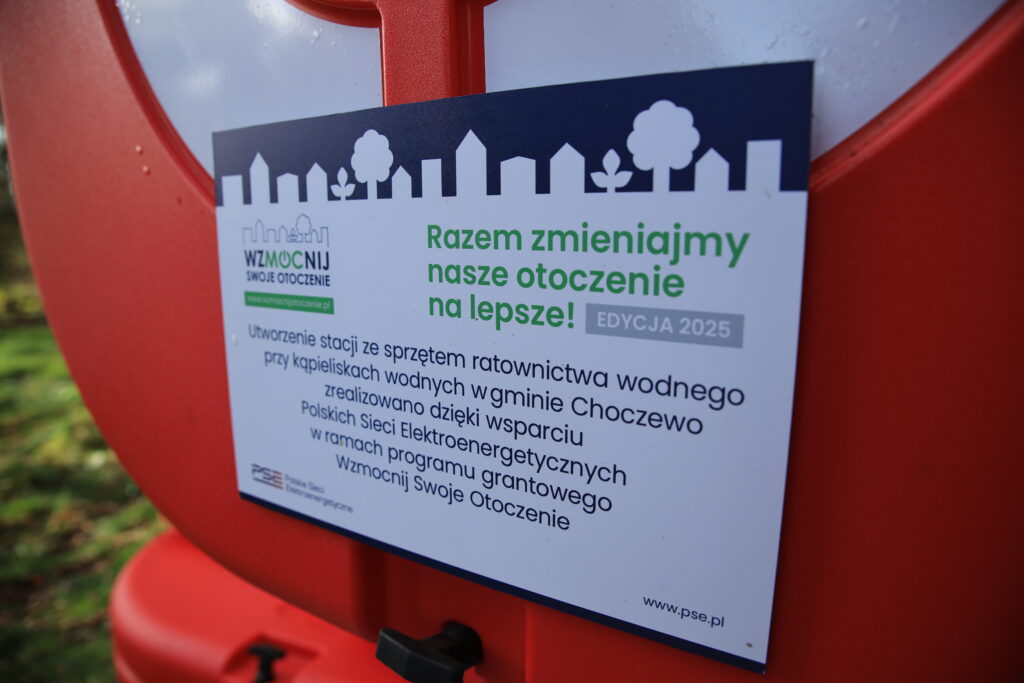 WZMOCNIJ
SWOJE OTOCZENIE
www.wzmocnijotoczenie.pl
Razem zmieniajmy
nasze otoczenie
na lepsze! EDYCJA 2025
Utworzenie stacji ze sprzętem ratownictwa wodnego
przy kąpieliskach wodnych w gminie Choczewo
zrealizowano dzięki wsparciu
Polskich Sieci Elektroenergetycznych
w ramach programu grantowego
Wzmocnij Swoje Otoczenie
PSE Polskie Sieci
Elektroenergetyczne
www.pse.pl